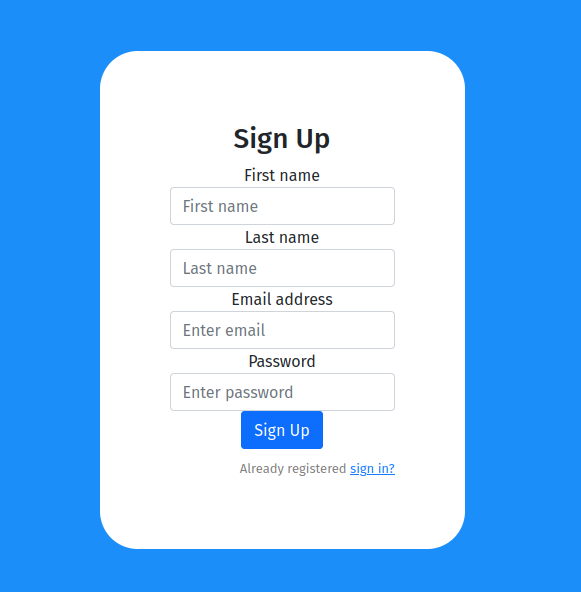 Sign Up
First name
First name
Last name
Last name
Email address
Enter email
Password
Enter password
Sign Up
Already registered sign in?